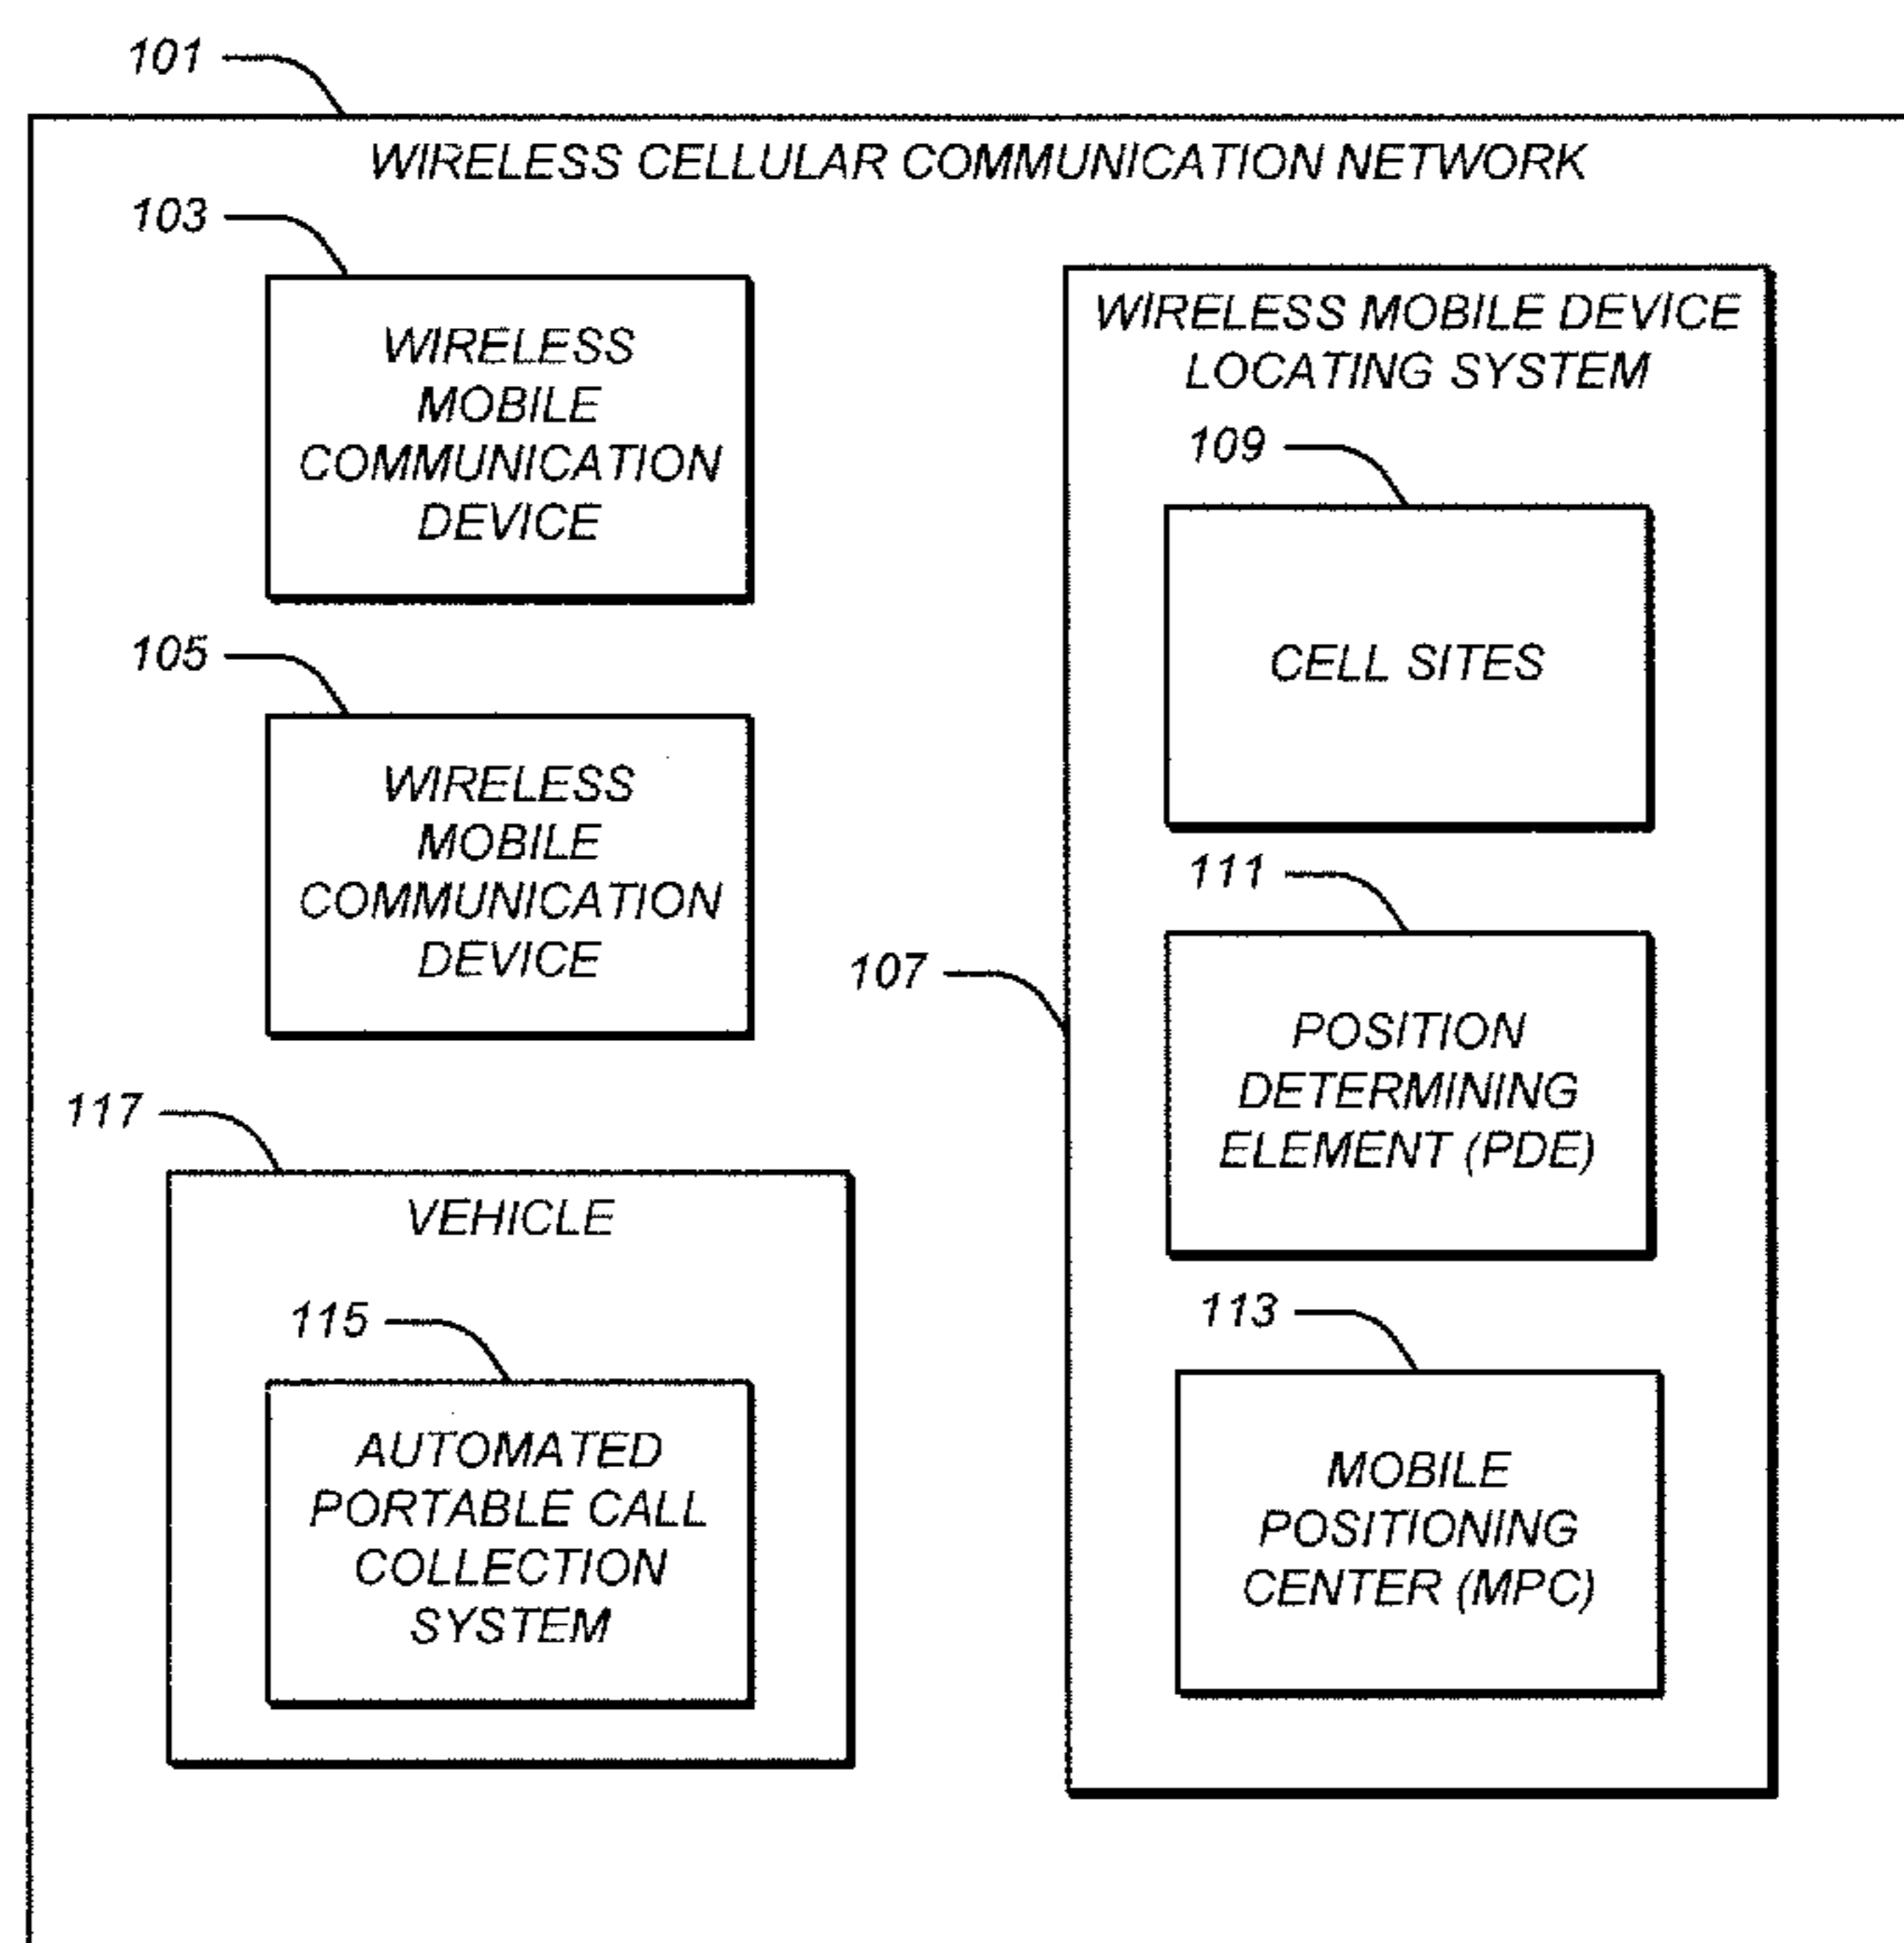 101
WIRELESS CELLULAR COMMUNICATION NETWORK
103
WIRELESS
MOBILE
COMMUNICATION
DEVICE
105
WIRELESS
MOBILE
COMMUNICATION
DEVICE
117
VEHICLE
115
AUTOMATED
PORTABLE CALL
COLLECTION
SYSTEM
107
WIRELESS MOBILE DEVICE
LOCATING SYSTEM
109
CELL SITES
111
POSITION
DETERMINING
ELEMENT (PDE)
113
MOBILE
POSITIONING
CENTER (MPC)